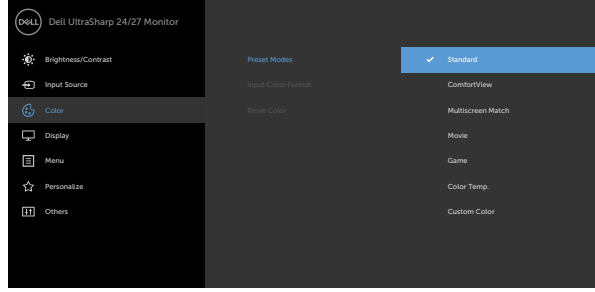 DELL Dell UltraSharp 24/27 Monitor
Brightness/Contrast Preset Modes Standard
Input Source Input Color Format ComfortView
Color Reset Color Multiscreen Match
Display Movie
Menu Game
Personalize Color Temp.
Others Custom Color